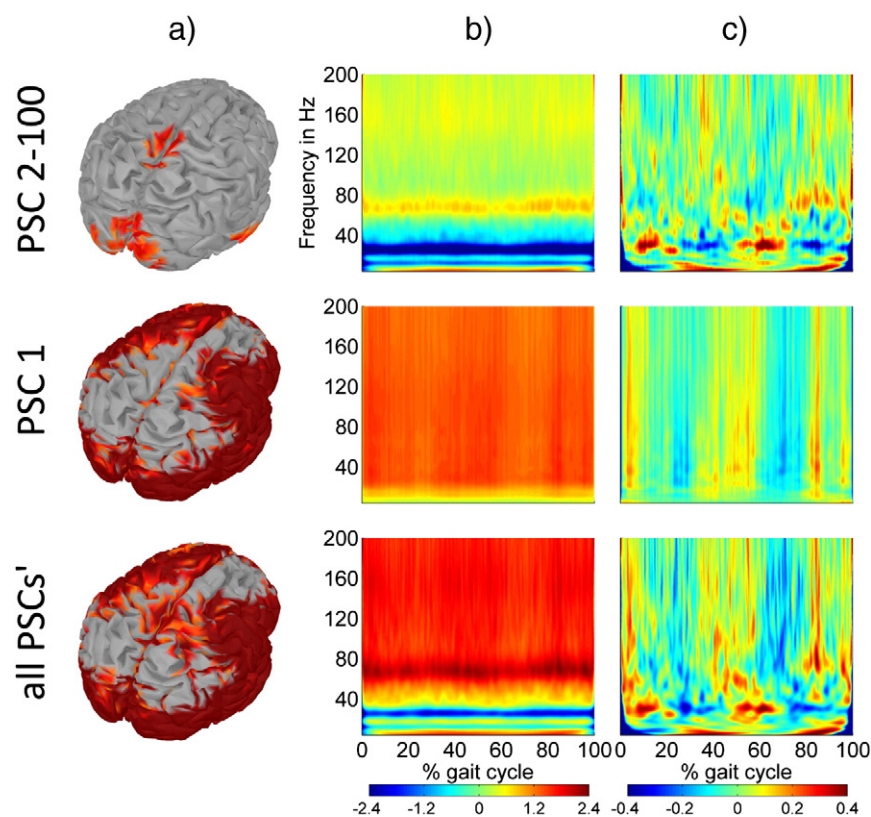 a)
b)
c)
PSC 2-100
Frequency in Hz
200
160
120
80
40
PSC 1
200
160
120
80
40
all PSCs'
200
160
120
80
40
0 20 40 60 80 100
0 20 40 60 80 100
% gait cycle
% gait cycle
-2.4 -1.2 0 1.2 2.4
-0.4 -0.2 0 0.2 0.4